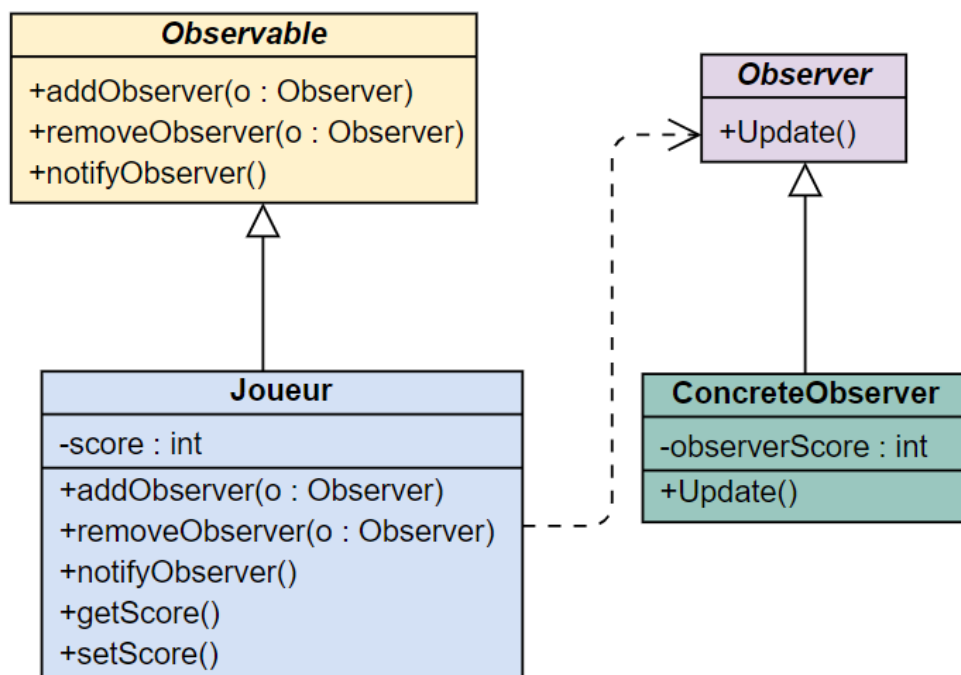 Observable
+addObserver(o : Observer)
+removeObserver(o : Observer)
+notifyObserver()
Observer
+Update()
Joueur
-score : int
+addObserver(o : Observer)
+removeObserver(o : Observer)
+notifyObserver()
+getScore()
+setScore()
ConcreteObserver
-observerScore : int
+Update()